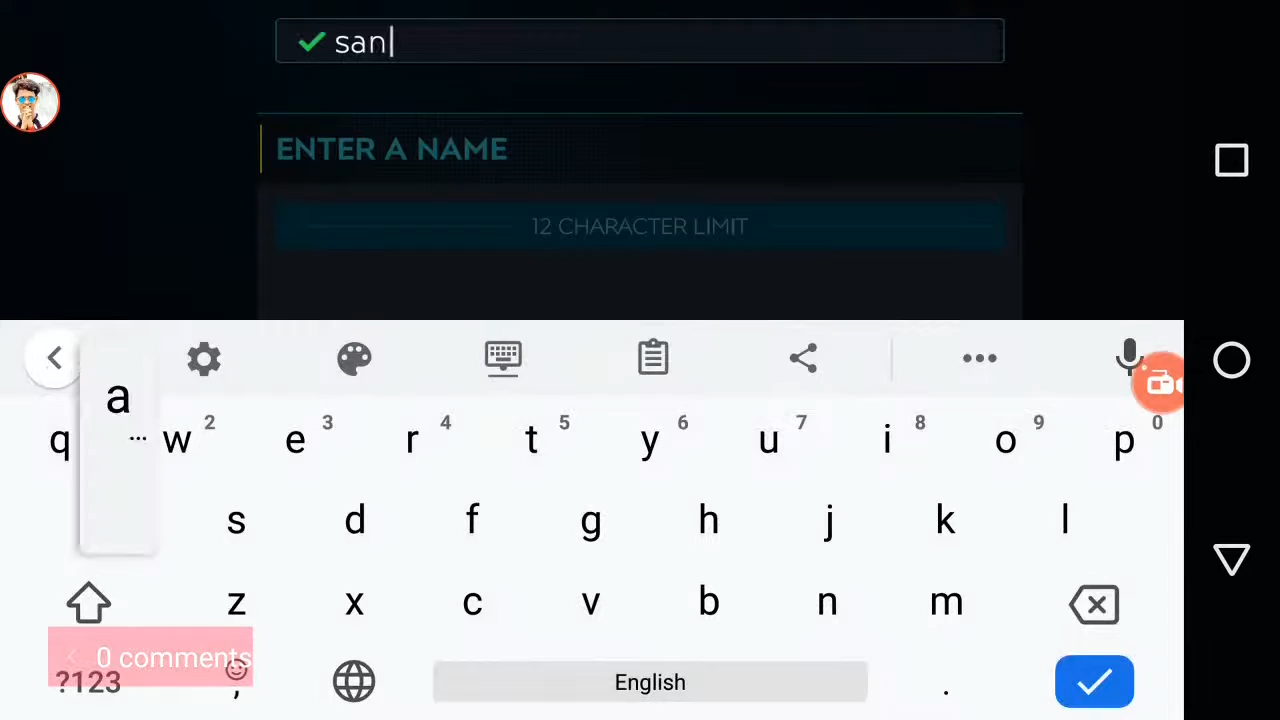 san
ENTER A NAME
12 CHARACTER LIMIT
a
...
q w 2 e 3 r 4 t 5 y 6 u 7 i 8 o 9 p 0
s d f g h j k l
z x c v b n m
0 comments
?123 , English .